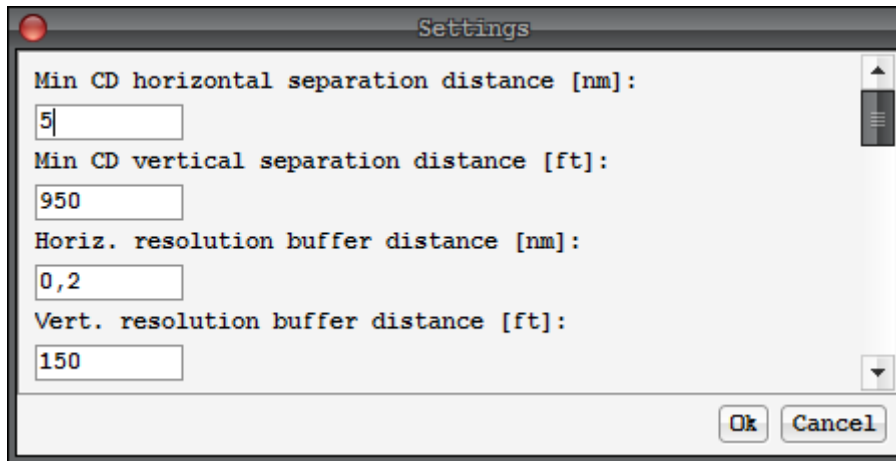 Settings
Min CD horizontal separation distance [nm]:
5
Min CD vertical separation distance [ft]:
950
Horiz. resolution buffer distance [nm]:
0,2
Vert. resolution buffer distance [ft]:
150
Ok Cancel